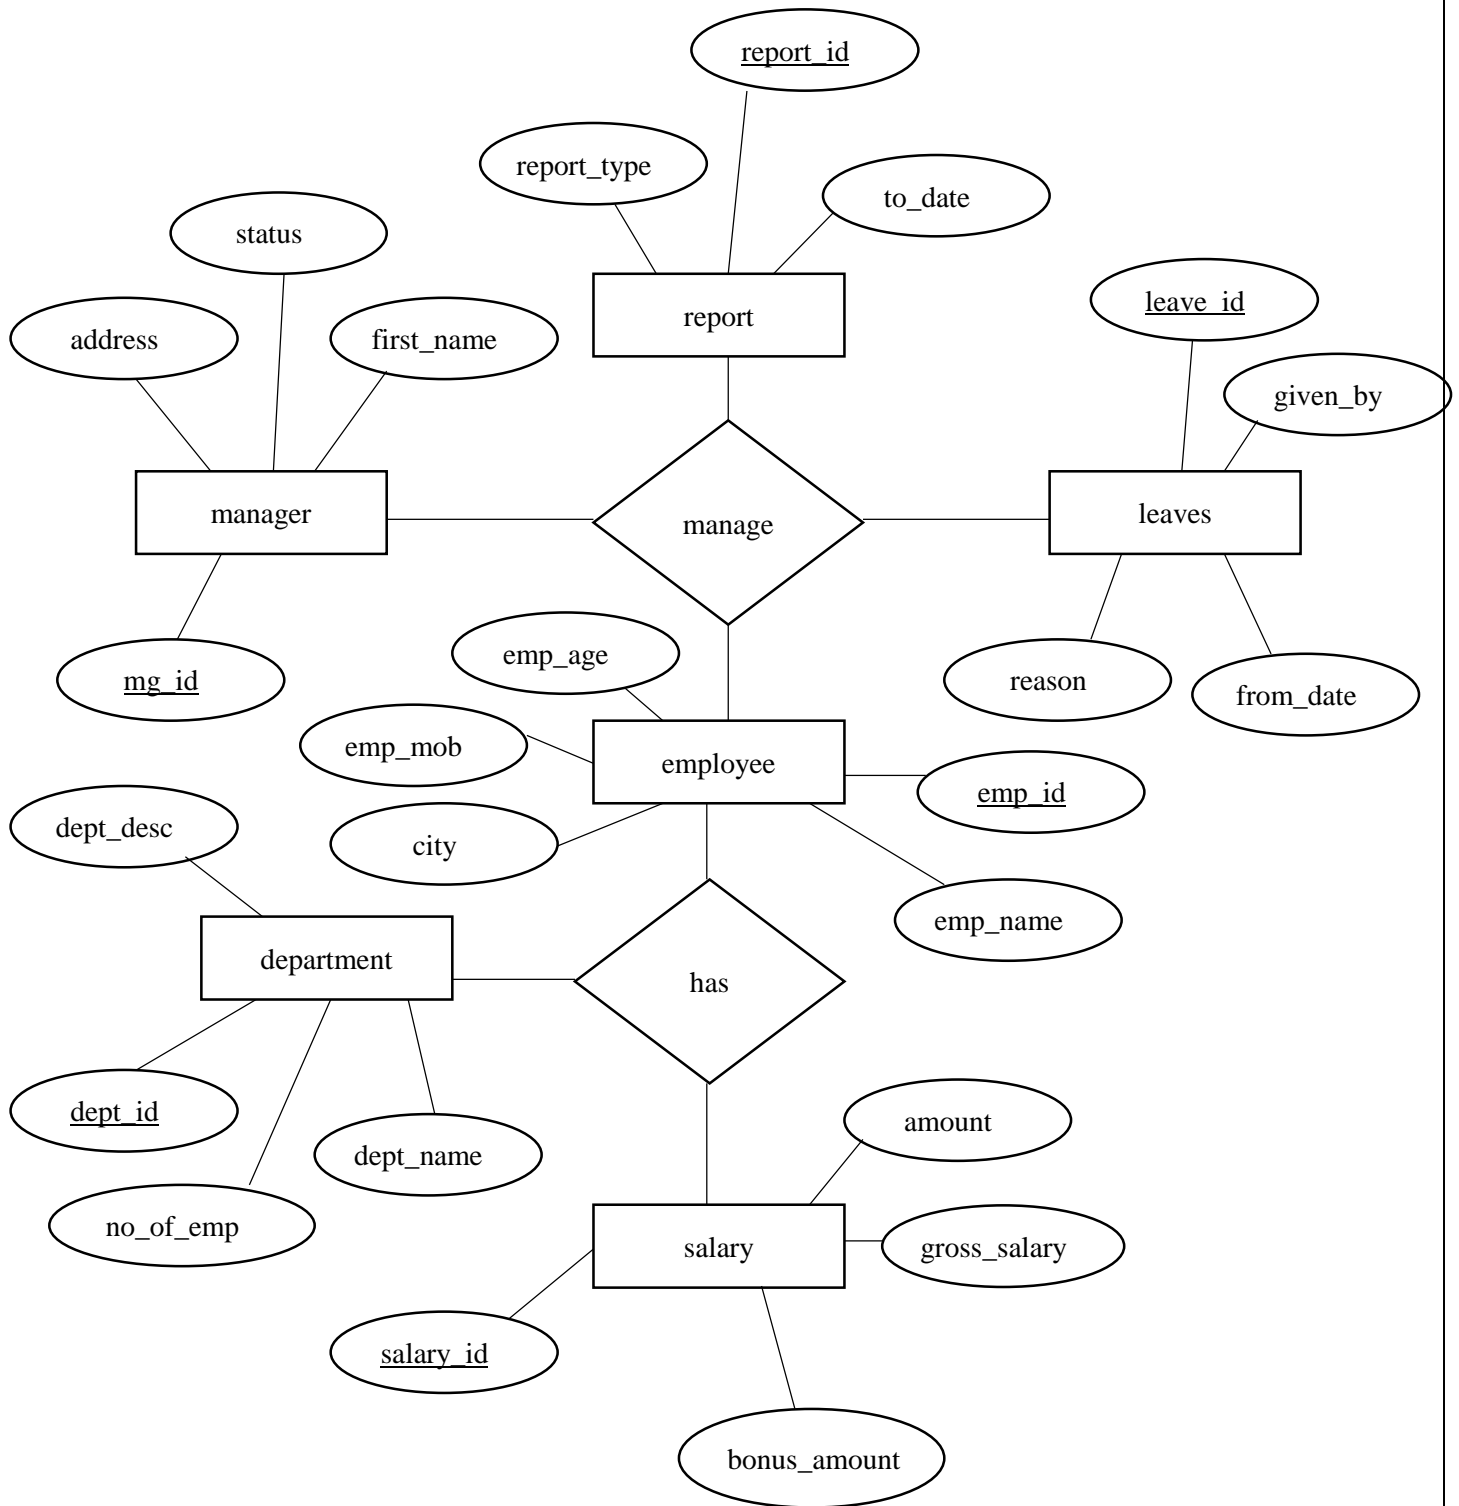 report_id
report_type
to_date
status
leave_id
address
first_name
report
given_by
manager
manage
leaves
emp_age
mg_id
reason
from_date
emp_mob
employee
emp_id
dept_desc
city
emp_name
department
has
dept_id
amount
dept_name
no_of_emp
salary
gross_salary
salary_id
bonus_amount